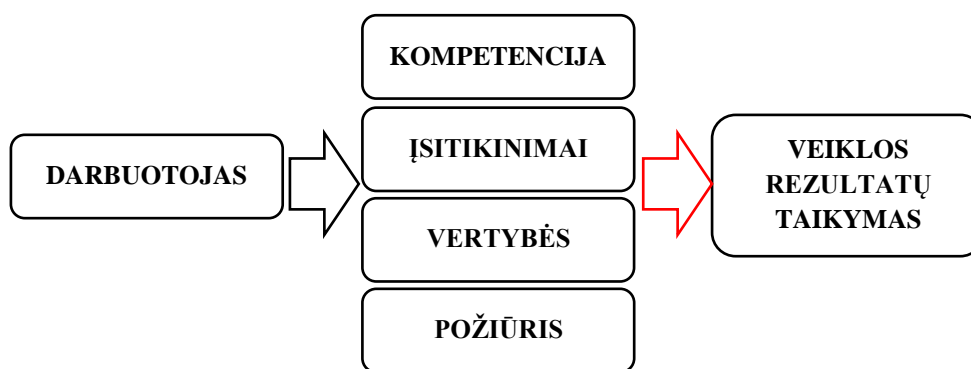 DARBUOTOJAS
KOMPETENCIJA
ĮSITIKINIMAI
VERTYBĖS
POŽIŪRIS
VEIKLOS
REZULTATŲ
TAIKYMAS